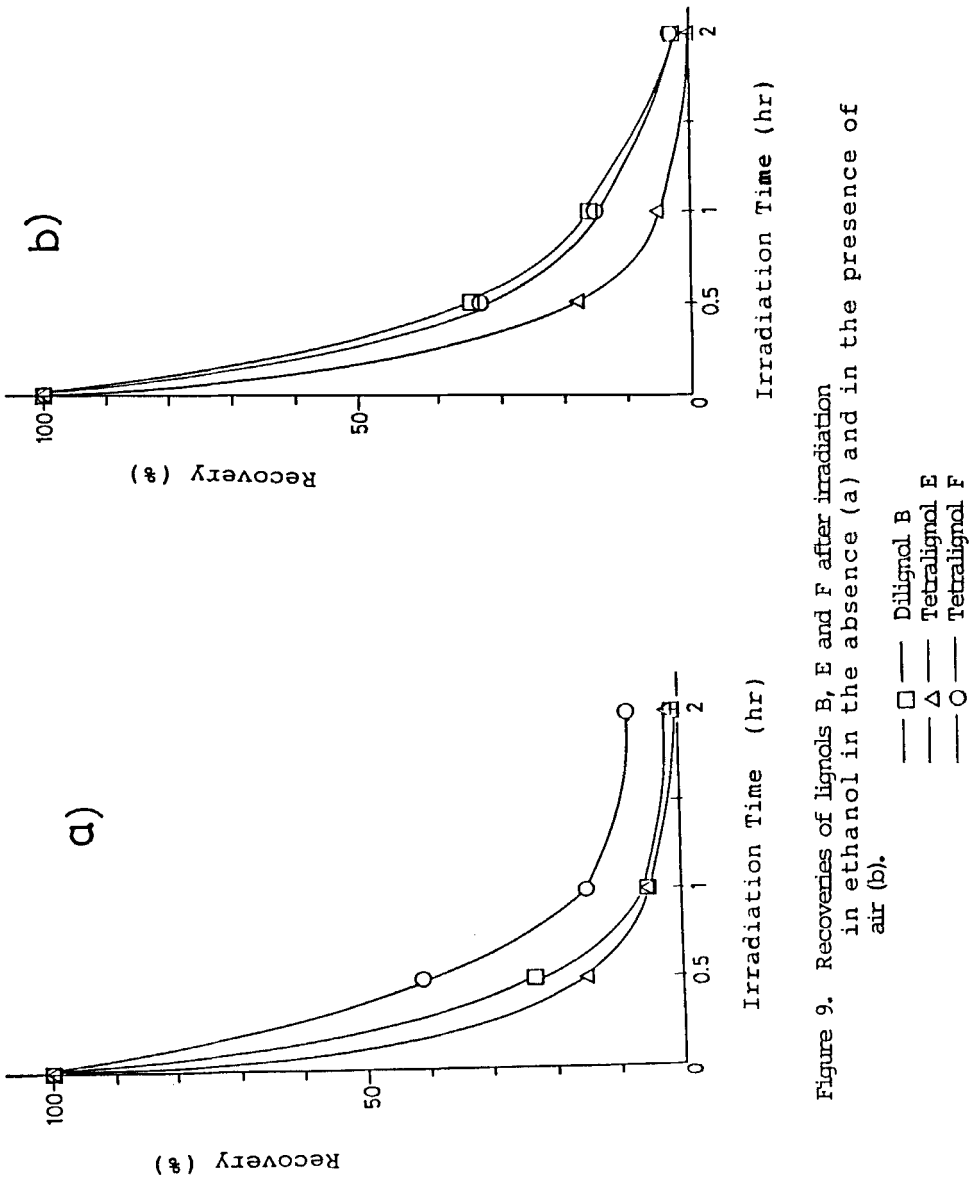 a)
Recovery (%)
100
50
0
0.5
1
2
Irradiation Time (hr)
b)
Recovery (%)
100
50
0
0.5
1
2
Irradiation Time (hr)
Figure 9. Recoveries of lignols B, E and F after irradiation
in ethanol in the absence (a) and in the presence of
air (b).
Dilignol B
Tetralignol E
Tetralignol F